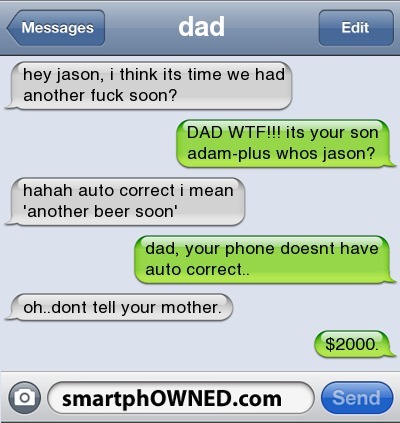 Messages
dad
Edit
hey jason, i think its time we had
another fuck soon?
DAD WTF!!! its your son
adam-plus whos jason?
hahah auto correct i mean
'another beer soon'
dad, your phone doesnt have
auto correct..
oh..dont tell your mother.
$2000.
smartphOWNED.com
Send